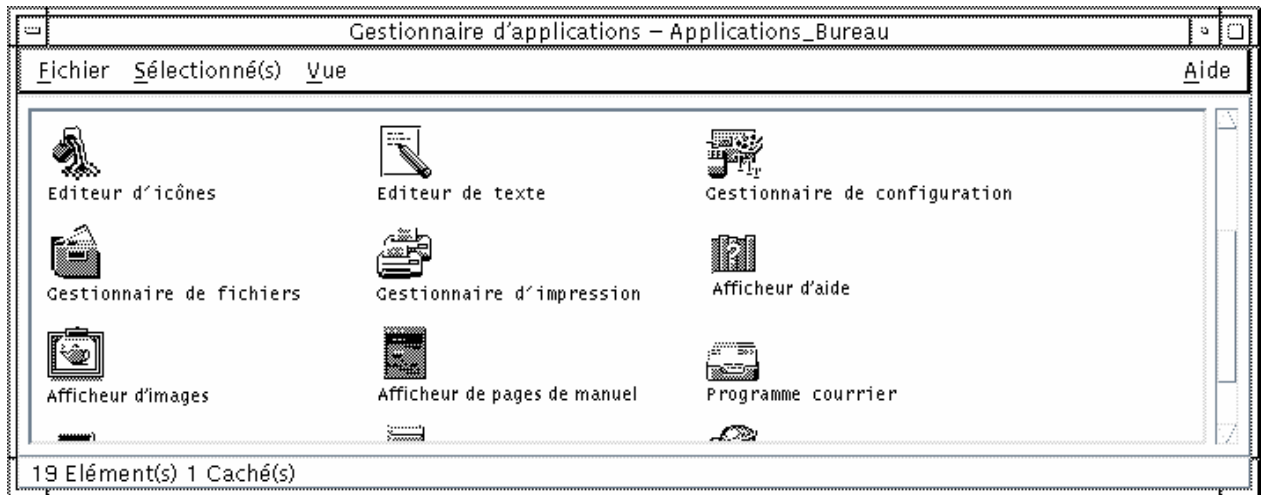 Gestionnaire d'applications – Applications_Bureau
Fichier Sélectionné(s) Vue Aide
Editeur d'icônes Editeur de texte Gestionnaire de configuration
Gestionnaire de fichiers Gestionnaire d'impression Afficheur d'aide
Afficheur d'images Afficheur de pages de manuel Programme courrier
19 Elément(s) 1 Caché(s)